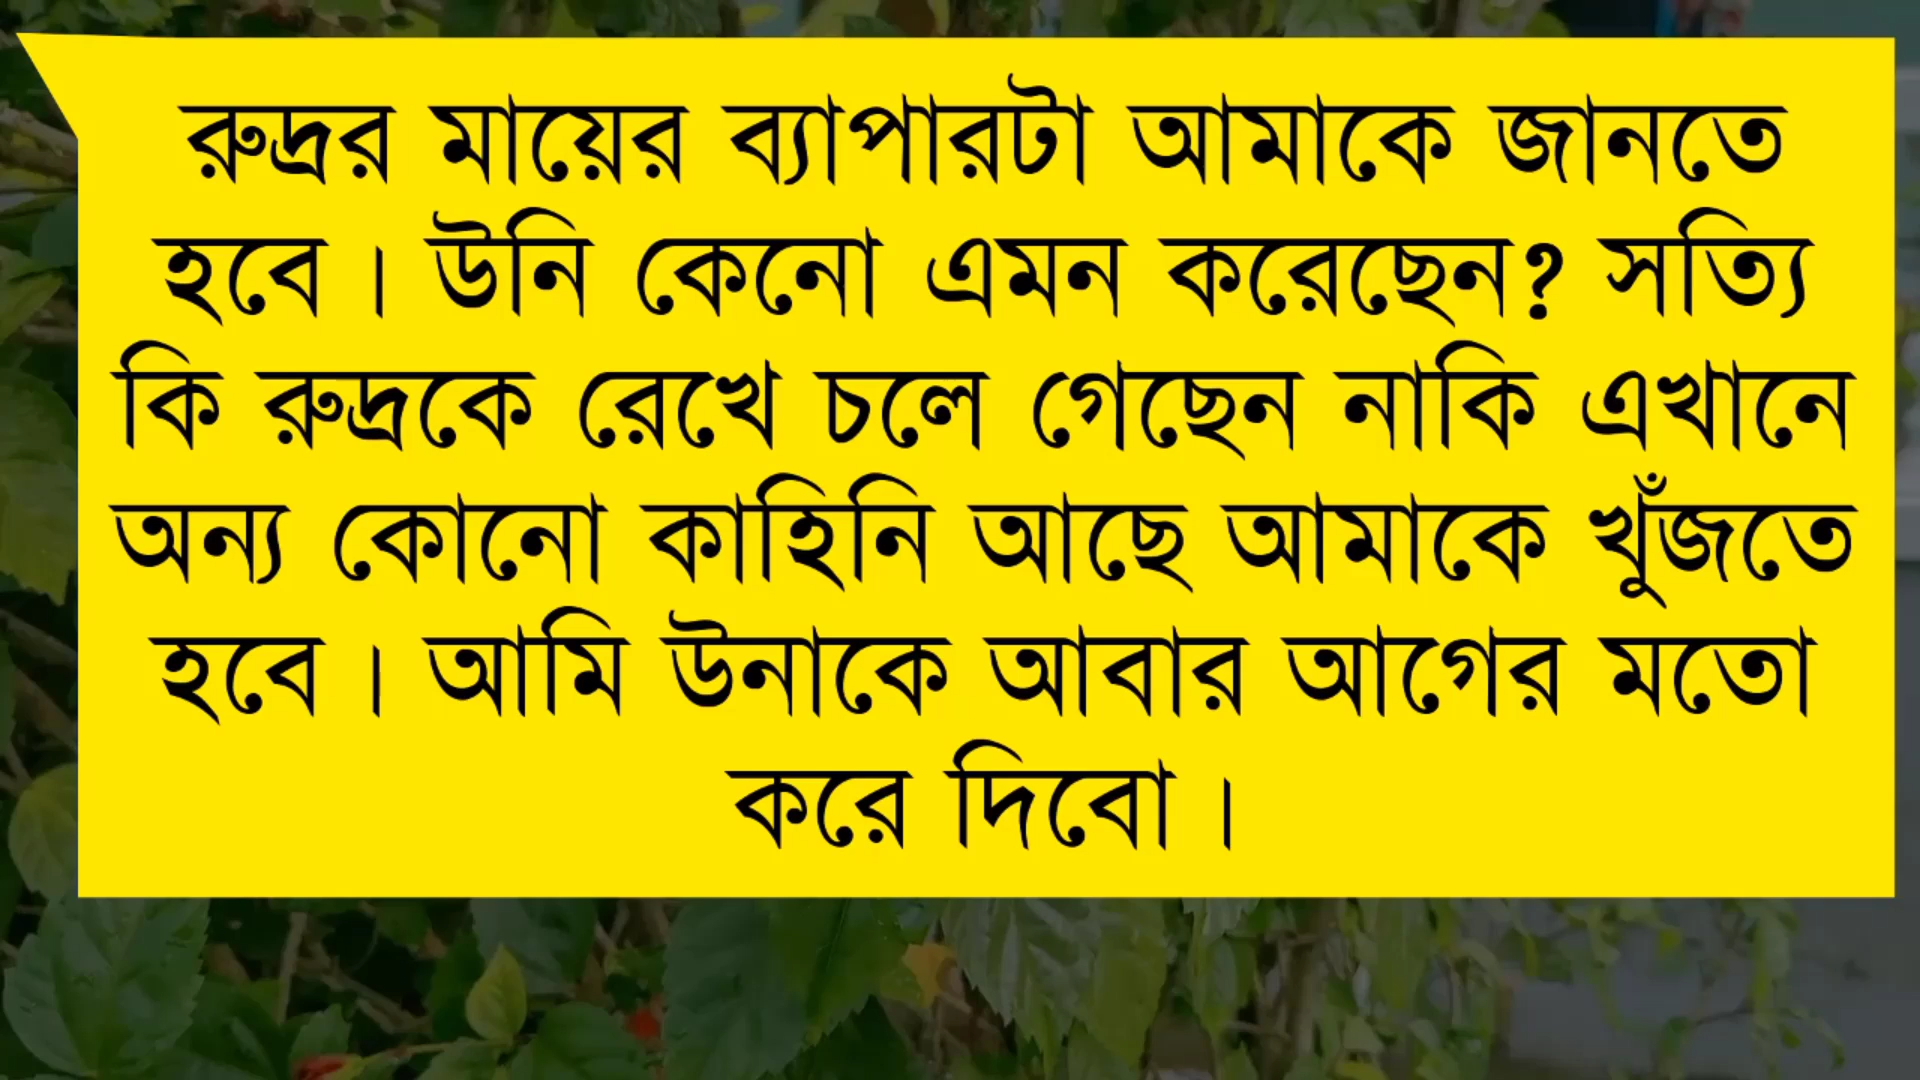 রুদ্রর মায়ের ব্যাপারটা আমাকে জানতে
হবে । উনি কেনো এমন করেছেন? সত্যি
কি রুদ্রকে রেখে চলে গেছেন নাকি এখানে
অন্য কোনো কাহিনি আছে আমাকে খুঁজতে
হবে । আমি উনাকে আবার আগের মতো
করে দিবো ।